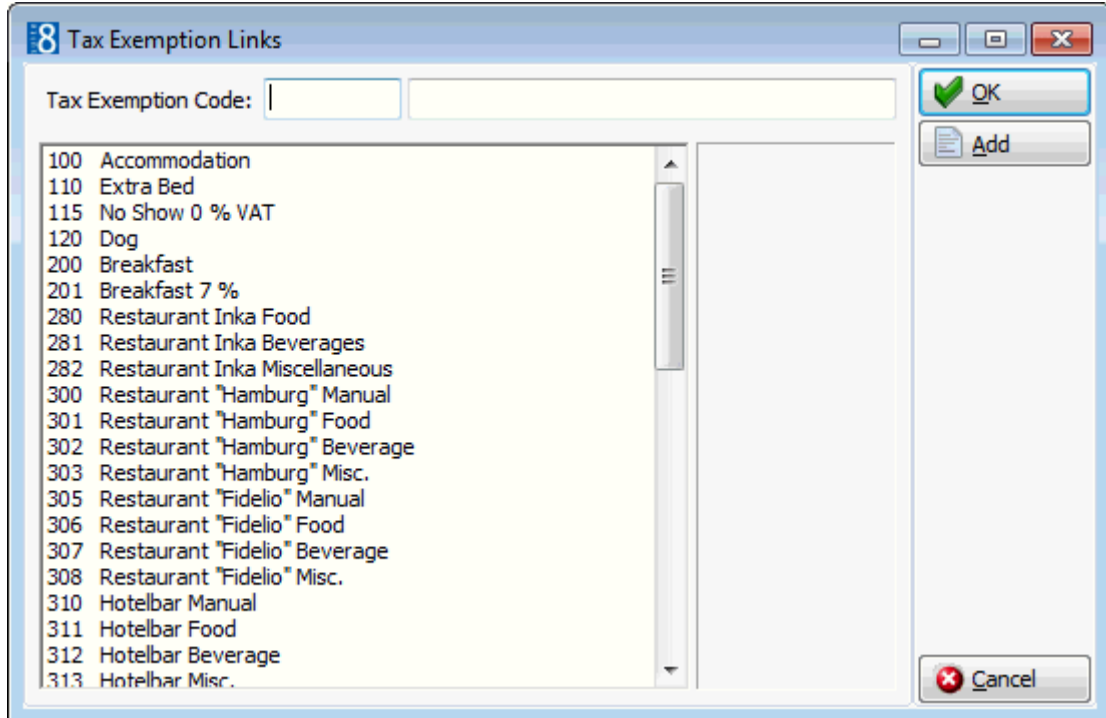 8 Tax Exemption Links
Tax Exemption Code:
OK
Add
100 Accommodation
110 Extra Bed
115 No Show 0 % VAT
120 Dog
200 Breakfast
201 Breakfast 7 %
280 Restaurant Inka Food
281 Restaurant Inka Beverages
282 Restaurant Inka Miscellaneous
300 Restaurant "Hamburg" Manual
301 Restaurant "Hamburg" Food
302 Restaurant "Hamburg" Beverage
303 Restaurant "Hamburg" Misc.
305 Restaurant "Fidelio" Manual
306 Restaurant "Fidelio" Food
307 Restaurant "Fidelio" Beverage
308 Restaurant "Fidelio" Misc.
310 Hotelbar Manual
311 Hotelbar Food
312 Hotelbar Beverage
313 Hotelbar Misc.
Cancel